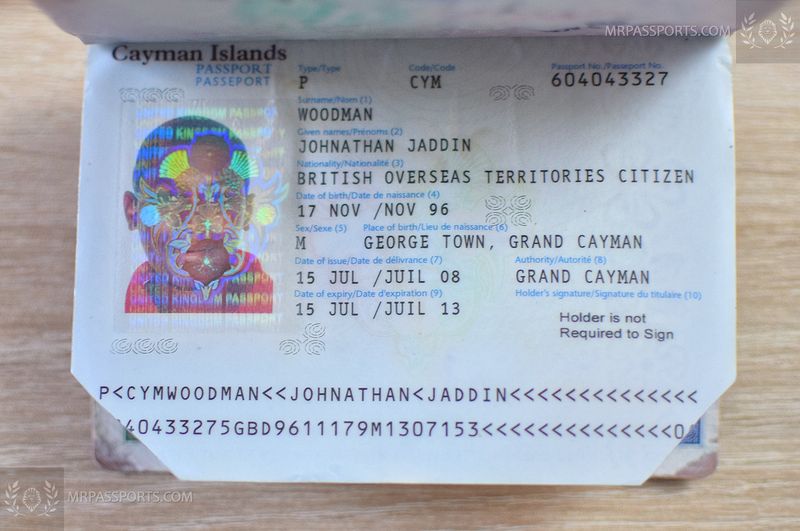 MRPASSPORTS.COM
Cayman Islands
PASSPORT
PASSEPORT
Type/Type
Code/Code
Passport No./Passeport No.
P
CYM
604043327
Surname/Nom (1)
WOODMAN
Given names/Prénoms (2)
JOHNATHAN JADDIN
Nationality/Nationalité (3)
BRITISH OVERSEAS TERRITORIES CITIZEN
Date of birth/Date de naissance (4)
17 NOV /NOV 96
Sex/Sexe (5)
Place of birth/Lieu de naissance (6)
M
GEORGE TOWN, GRAND CAYMAN
Date of issue/Date de délivrance (7)
Authority/Autorité (8)
15 JUL /JUIL 08
GRAND CAYMAN
Date of expiry/Date d'expiration (9)
Holder's signature/Signature du titulaire (10)
15 JUL /JUIL 13
Holder is not
Required to Sign
UNITED KINGDOM PASSPORT
P<CYMWOODMAN<<JOHNATHAN<JADDIN<<<<<<<<<<<<<<
40433275GBD9611179M1307153<<<<<<<<<<<<<<0
MRPASSPORTS.COM